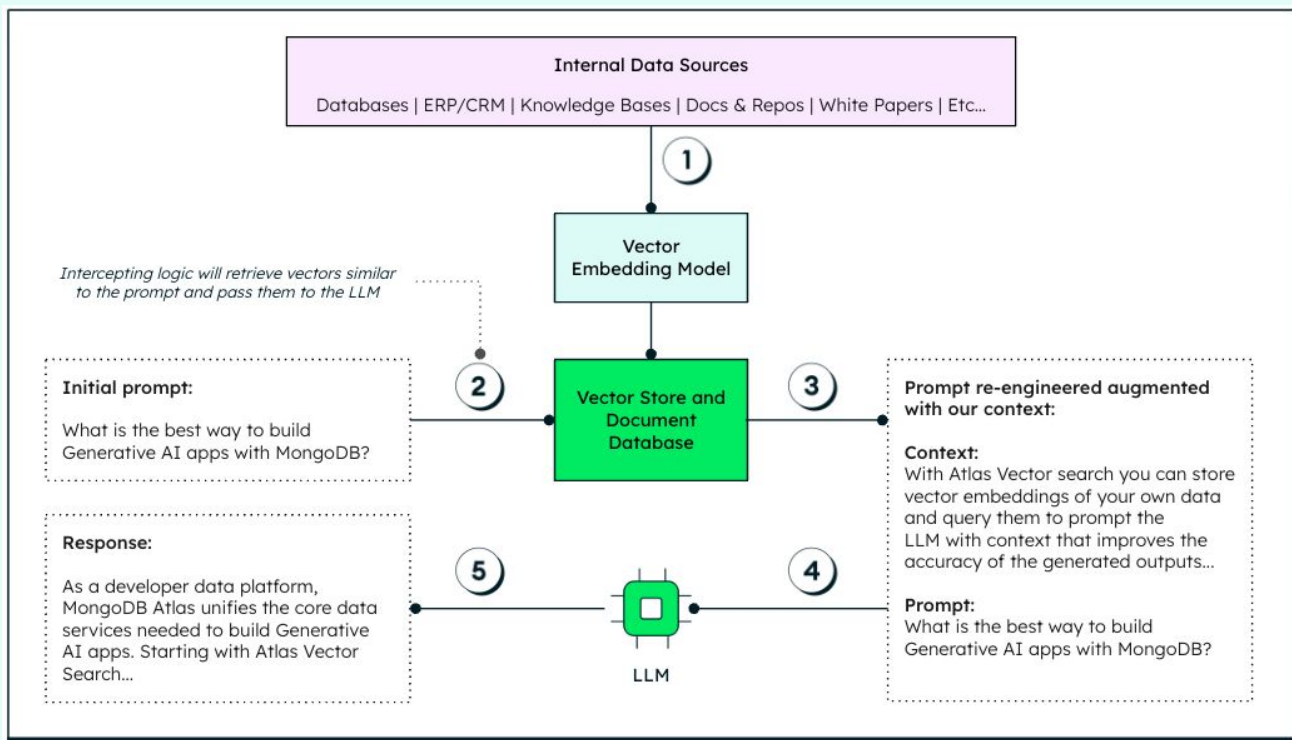 Internal Data Sources
Databases | ERP/CRM | Knowledge Bases | Docs & Repos | White Papers | Etc...
1
Vector
Embedding Model
Intercepting logic will retrieve vectors similar
to the prompt and pass them to the LLM
Initial prompt:
What is the best way to build
Generative AI apps with MongoDB?
2
Vector Store and
Document
Database
3
Prompt re-engineered augmented
with our context:
Context:
With Atlas Vector search you can store
vector embeddings of your own data
and query them to prompt the
LLM with context that improves the
accuracy of the generated outputs...
Prompt:
What is the best way to build
Generative AI apps with MongoDB?
4
LLM
5
Response:
As a developer data platform,
MongoDB Atlas unifies the core data
services needed to build Generative
AI apps. Starting with Atlas Vector
Search...